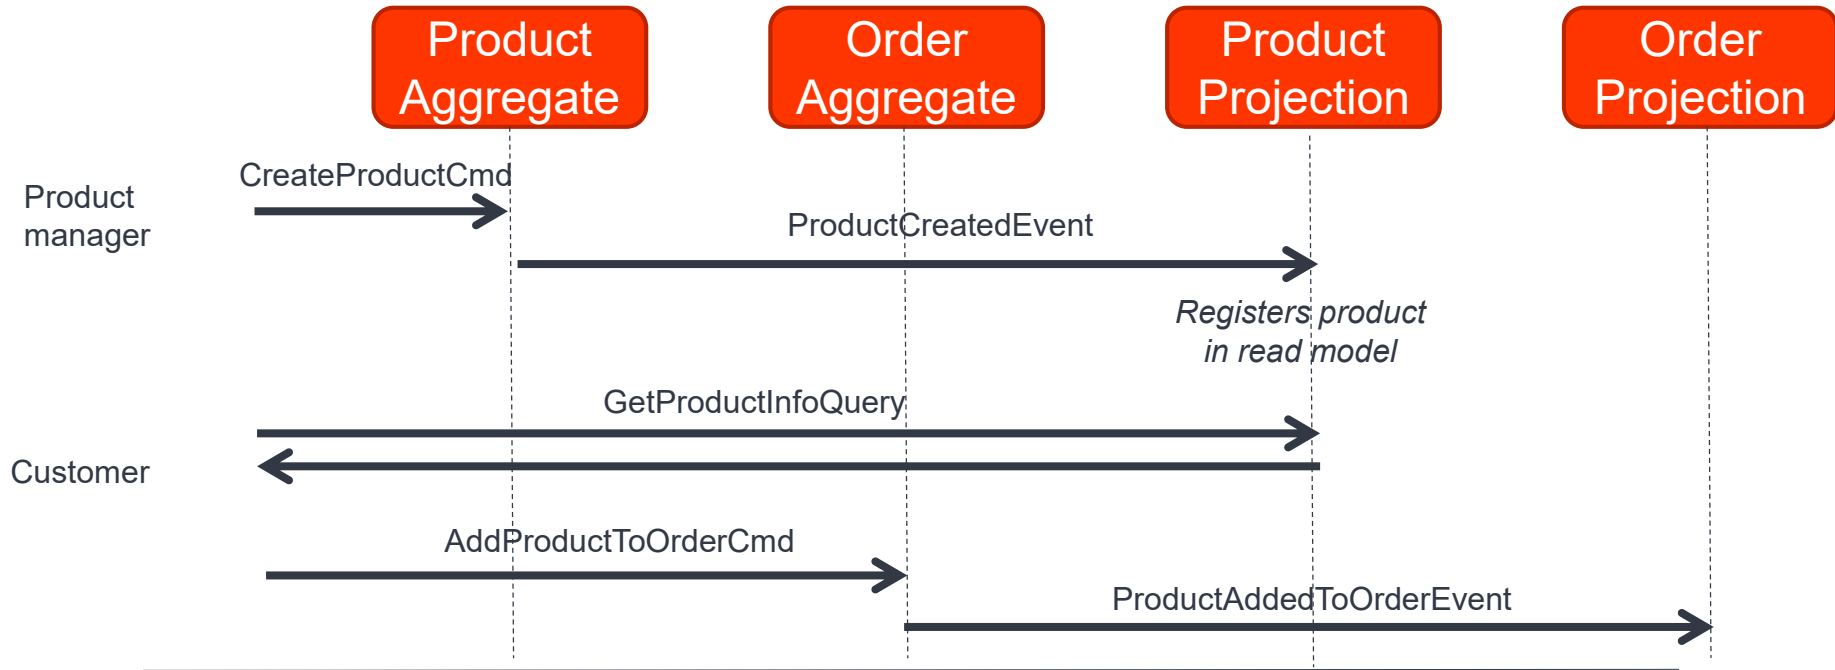 Product
Aggregate
Order
Aggregate
Product
Projection
Order
Projection
CreateProductCmd
Product
manager
ProductCreatedEvent
Registers product
in read model
GetProductInfoQuery
Customer
AddProductToOrderCmd
ProductAddedToOrderEvent